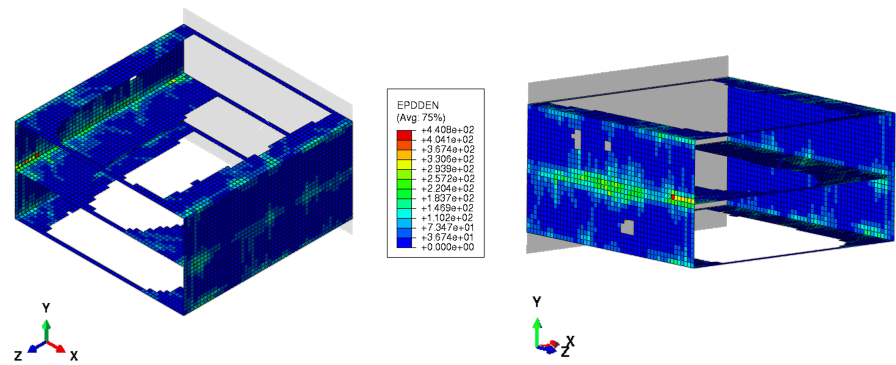 EPDDEN
(Avg: 75%)
+4.408e+02
+4.041e+02
+3.674e+02
+3.306e+02
+2.939e+02
+2.572e+02
+2.204e+02
+1.837e+02
+1.469e+02
+1.102e+02
+7.347e+01
+3.674e+01
+0.000e+00
Y
Z
X
Y
X
Z